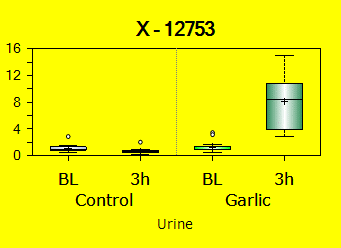 X - 12753
16
12
8
4
0
BL 3h BL 3h
Control Garlic
Urine